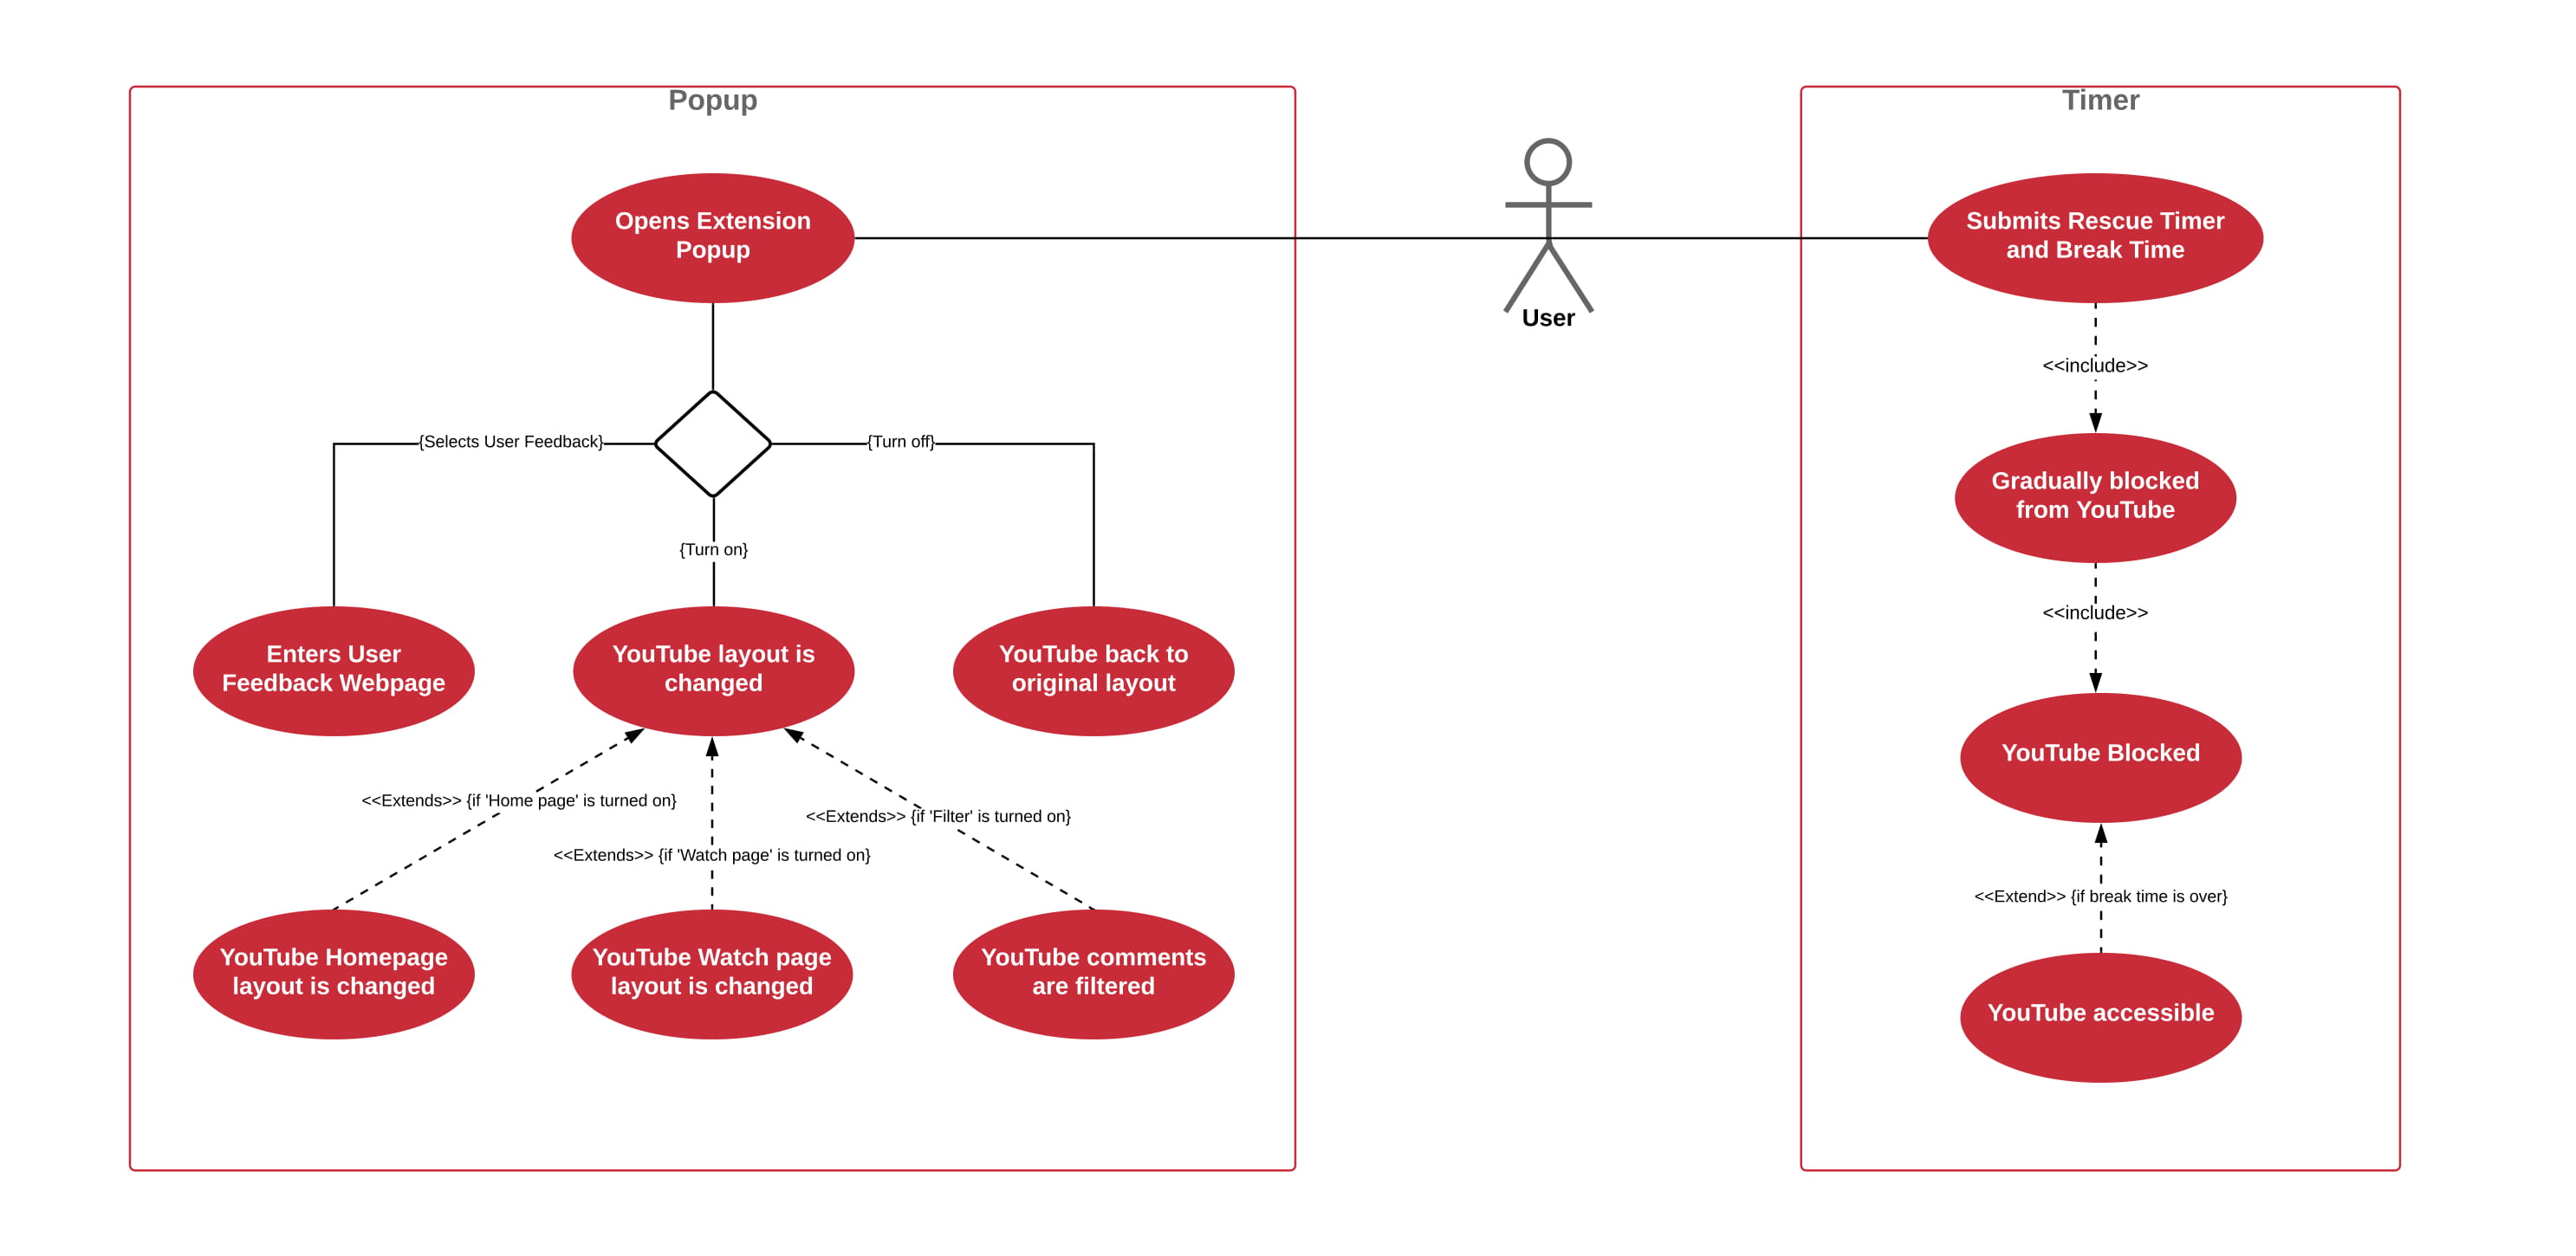 Popup
Opens Extension
Popup
{Selects User Feedback}
{Turn off}
{Turn on}
Enters User
Feedback Webpage
YouTube layout is
changed
YouTube back to
original layout
<<Extends>> {if 'Home page' is turned on}
<<Extends>> {if 'Filter' is turned on}
<<Extends>> {if 'Watch page' is turned on}
YouTube Homepage
layout is changed
YouTube Watch page
layout is changed
YouTube comments
are filtered
User
Timer
Submits Rescue Timer
and Break Time
<<include>>
Gradually blocked
from YouTube
<<include>>
YouTube Blocked
<<Extend>> {if break time is over}
YouTube accessible